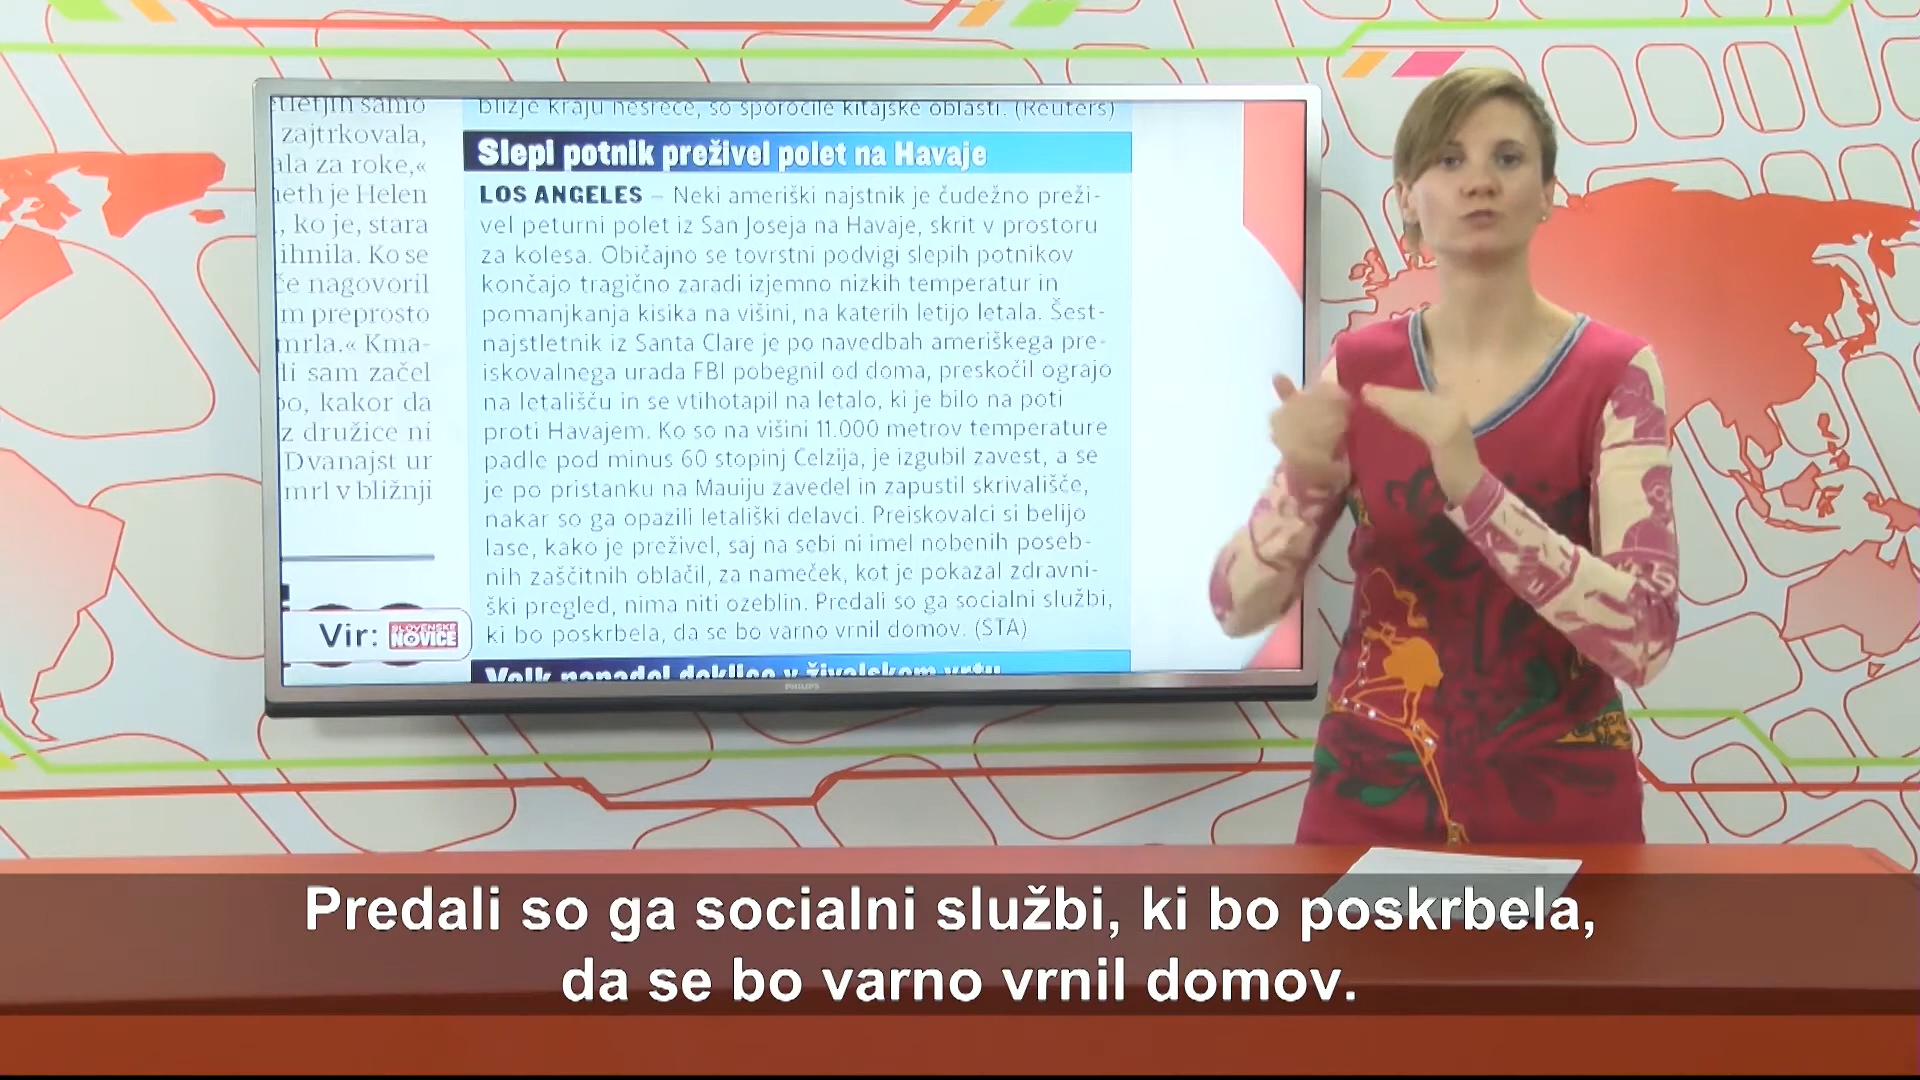 etletjih samo
zajtrkovala,
ala za roke,«
neth je Helen
, ko je, stara
ihnila. Ko se
če nagovoril
m preprosto
mrla.« Kma-
li sam začel
bo, kakor da
z družice ni
Dvanajst ur
mrl v bližnji
bližje kraju nesreče, so sporočile kitajske oblasti. (Reuters)
Slepi potnik preživel polet na Havaje
LOS ANGELES – Neki ameriški najstnik je čudežno preži-
vel peturni polet iz San Joseja na Havaje, skrit v prostoru
za kolesa. Običajno se tovrstni podvigi slepih potnikov
končajo tragično zaradi izjemno nizkih temperatur in
pomanjkanja kisika na višini, na katerih letijo letala. Šest-
najstletnik iz Santa Clare je po navedbah ameriškega pre-
iskovalnega urada FBI pobegnil od doma, preskočil ograjo
na letališču in se vtihotapil na letalo, ki je bilo na poti
proti Havajem. Ko so na višini 11.000 metrov temperature
padle pod minus 60 stopinj Celzija, je izgubil zavest, a se
je po pristanku na Mauiju zavedel in zapustil skrivališče,
nakar so ga opazili letališki delavci. Preiskovalci si belijo
lase, kako je preživel, saj na sebi ni imel nobenih poseb-
nih zaščitnih oblačil, za nameček, kot je pokazal zdravni-
ški pregled, nima niti ozeblin. Predali so ga socialni službi,
ki bo poskrbela, da se bo varno vrnil domov. (STA)
Volk napadel deklico v živalskem vrtu
Vir: SLOVENSKE NOVICE
PHILIPS
Predali so ga socialni službi, ki bo poskrbela,
da se bo varno vrnil domov.